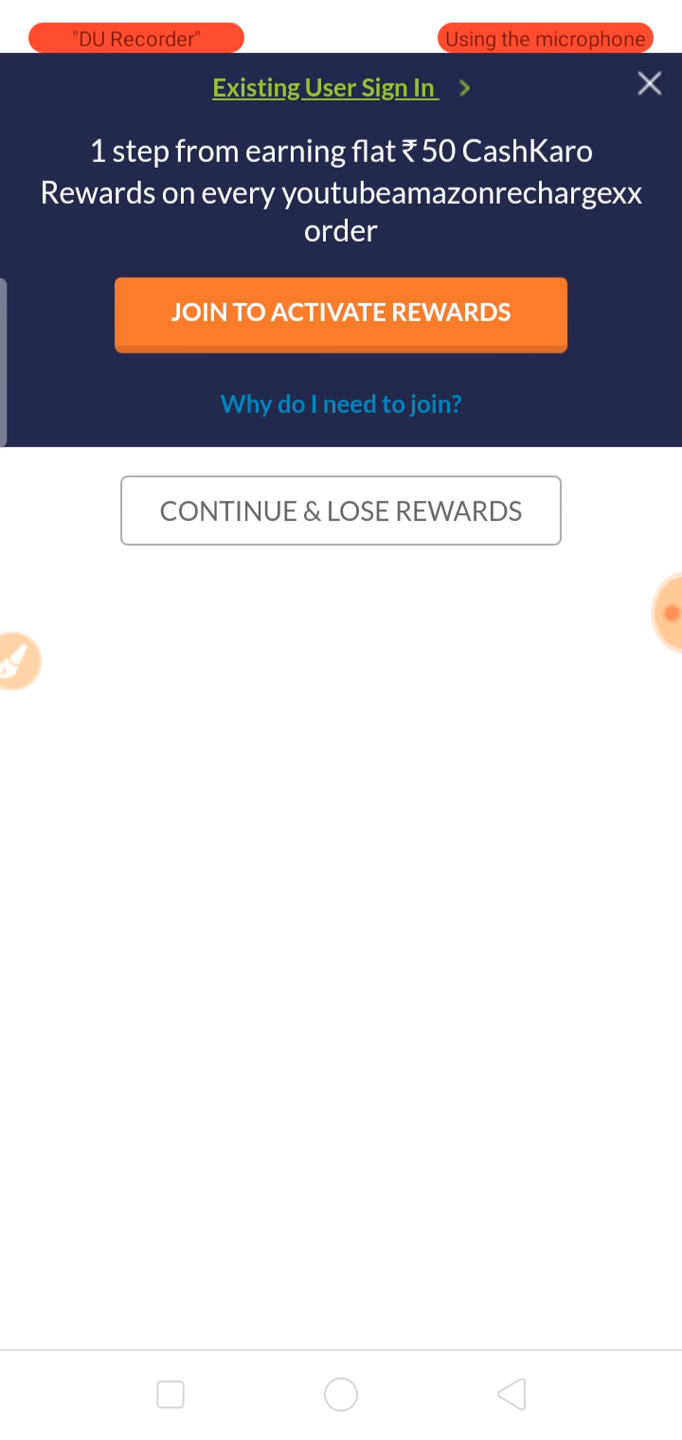 "DU Recorder"
Using the microphone
Existing User Sign In
1 step from earning flat ₹50 CashKaro
Rewards on every youtubeamazonrechargexx
order
JOIN TO ACTIVATE REWARDS
Why do I need to join?
CONTINUE & LOSE REWARDS